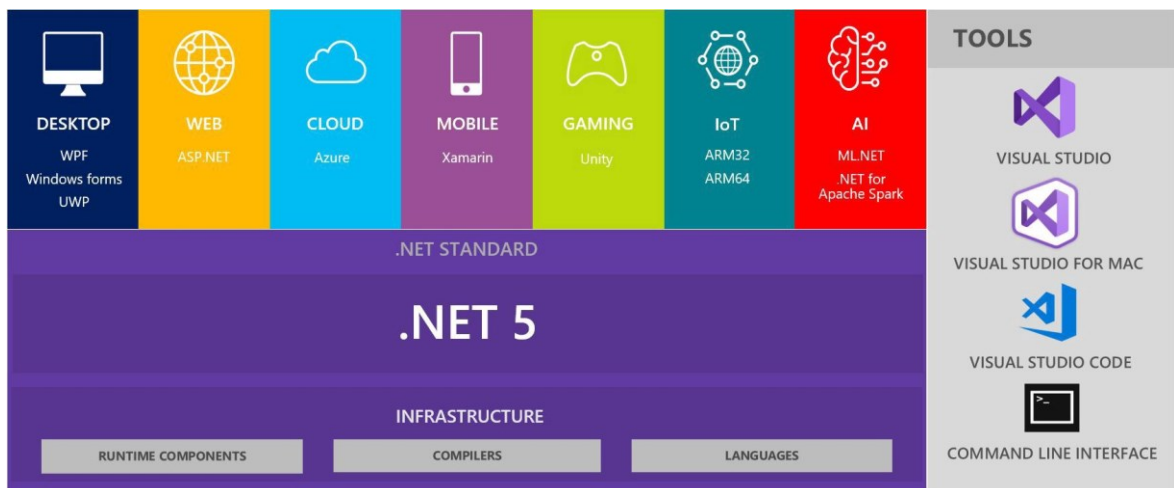 DESKTOP
WPF
Windows forms
UWP
WEB
ASP.NET
CLOUD
Azure
MOBILE
Xamarin
GAMING
Unity
IoT
ARM32
ARM64
AI
ML.NET
.NET for
Apache Spark
.NET STANDARD
.NET 5
INFRASTRUCTURE
RUNTIME COMPONENTS
COMPILERS
LANGUAGES
TOOLS
VISUAL STUDIO
VISUAL STUDIO FOR MAC
VISUAL STUDIO CODE
>_
COMMAND LINE INTERFACE